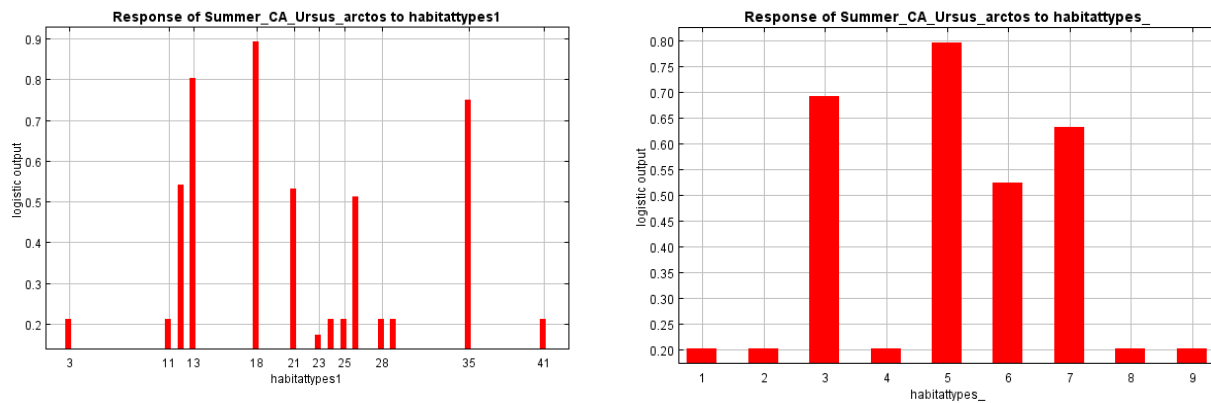 Response of Summer_CA_Ursus_arctos to habitattypes1
0.9
0.8
0.7
0.6
0.5
0.4
0.3
0.2
logistic output
3 11 13 18 21 23 25 28 35 41
habitattypes1
Response of Summer_CA_Ursus_arctos to habitattypes_
0.80
0.75
0.70
0.65
0.60
0.55
0.50
0.45
0.40
0.35
0.30
0.25
0.20
logistic output
1 2 3 4 5 6 7 8 9
habitattypes_